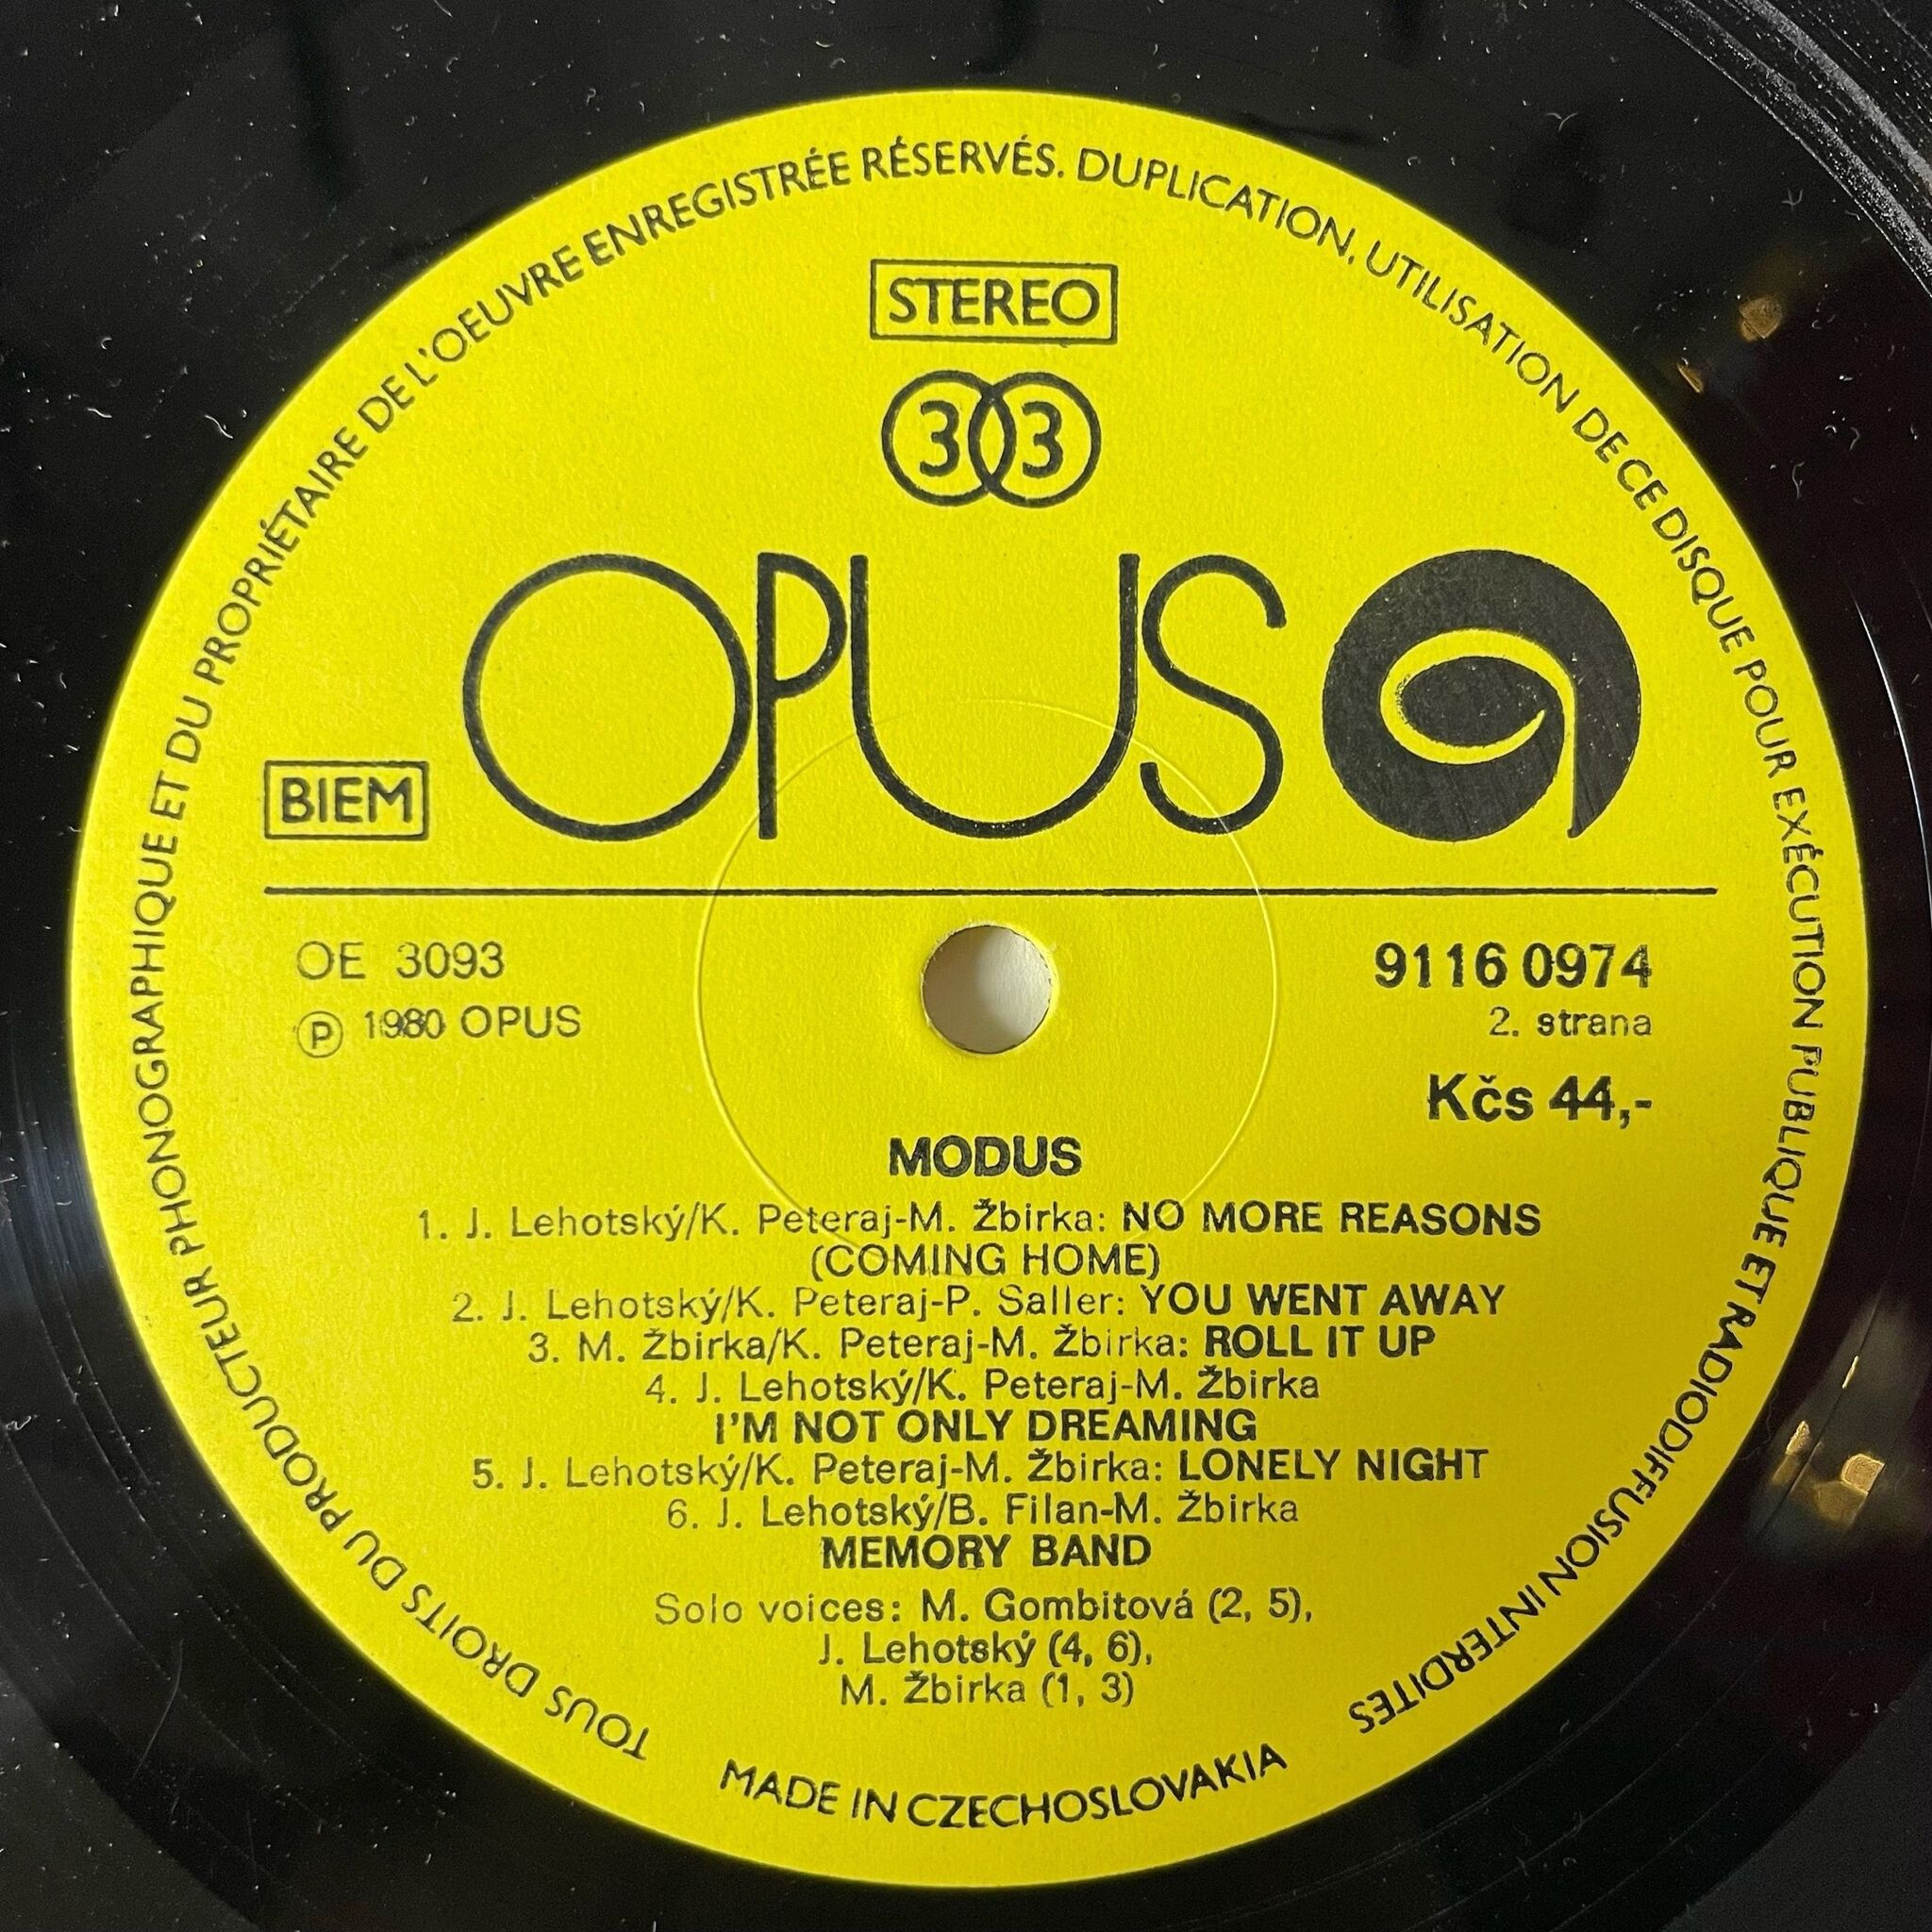 TOUS DROITS DU PRODUCTEUR PHONOGRAPHIQUE ET DU PROPRIÉTAIRE DE L'OEUVRE ENREGISTRÉE RÉSERVÉS. DUPLICATION, UTILISATION DE CE DISQUE POUR EXÉCUTION PUBLIQUE ET RADIODIFFUSION INTERDITES
STEREO
33
OPUS
BIEM
OE 3093
Ⓟ 1980 OPUS
9116 0974
2. strana
Kčs 44,-
MODUS
1. J. Lehotský/K. Peteraj-M. Žbirka: NO MORE REASONS
(COMING HOME)
2. J. Lehotský/K. Peteraj-P. Saller: YOU WENT AWAY
3. M. Žbirka/K. Peteraj-M. Žbirka: ROLL IT UP
4. J. Lehotský/K. Peteraj-M. Žbirka
I'M NOT ONLY DREAMING
5. J. Lehotský/K. Peteraj-M. Žbirka: LONELY NIGHT
6. J. Lehotský/B. Filan-M. Žbirka
MEMORY BAND
Solo voices: M. Gombitová (2, 5),
J. Lehotský (4, 6),
M. Žbirka (1, 3)
MADE IN CZECHOSLOVAKIA